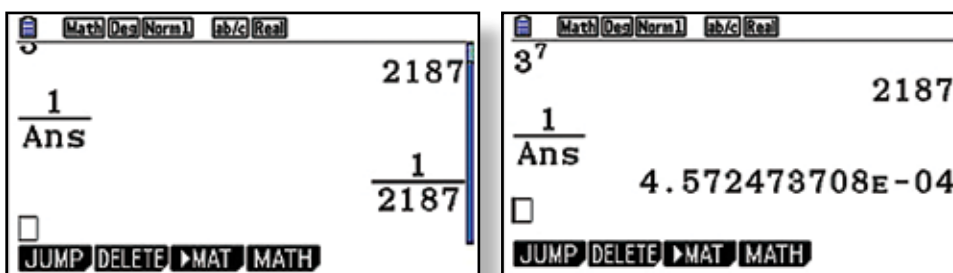 Math Deg Norm1 ab/c Real
2187
1
Ans
1
2187
JUMP DELETE ▶MAT MATH
Math Deg Norm1 ab/c Real
3⁷
2187
1
Ans
4.572473708E-04
JUMP DELETE ▶MAT MATH